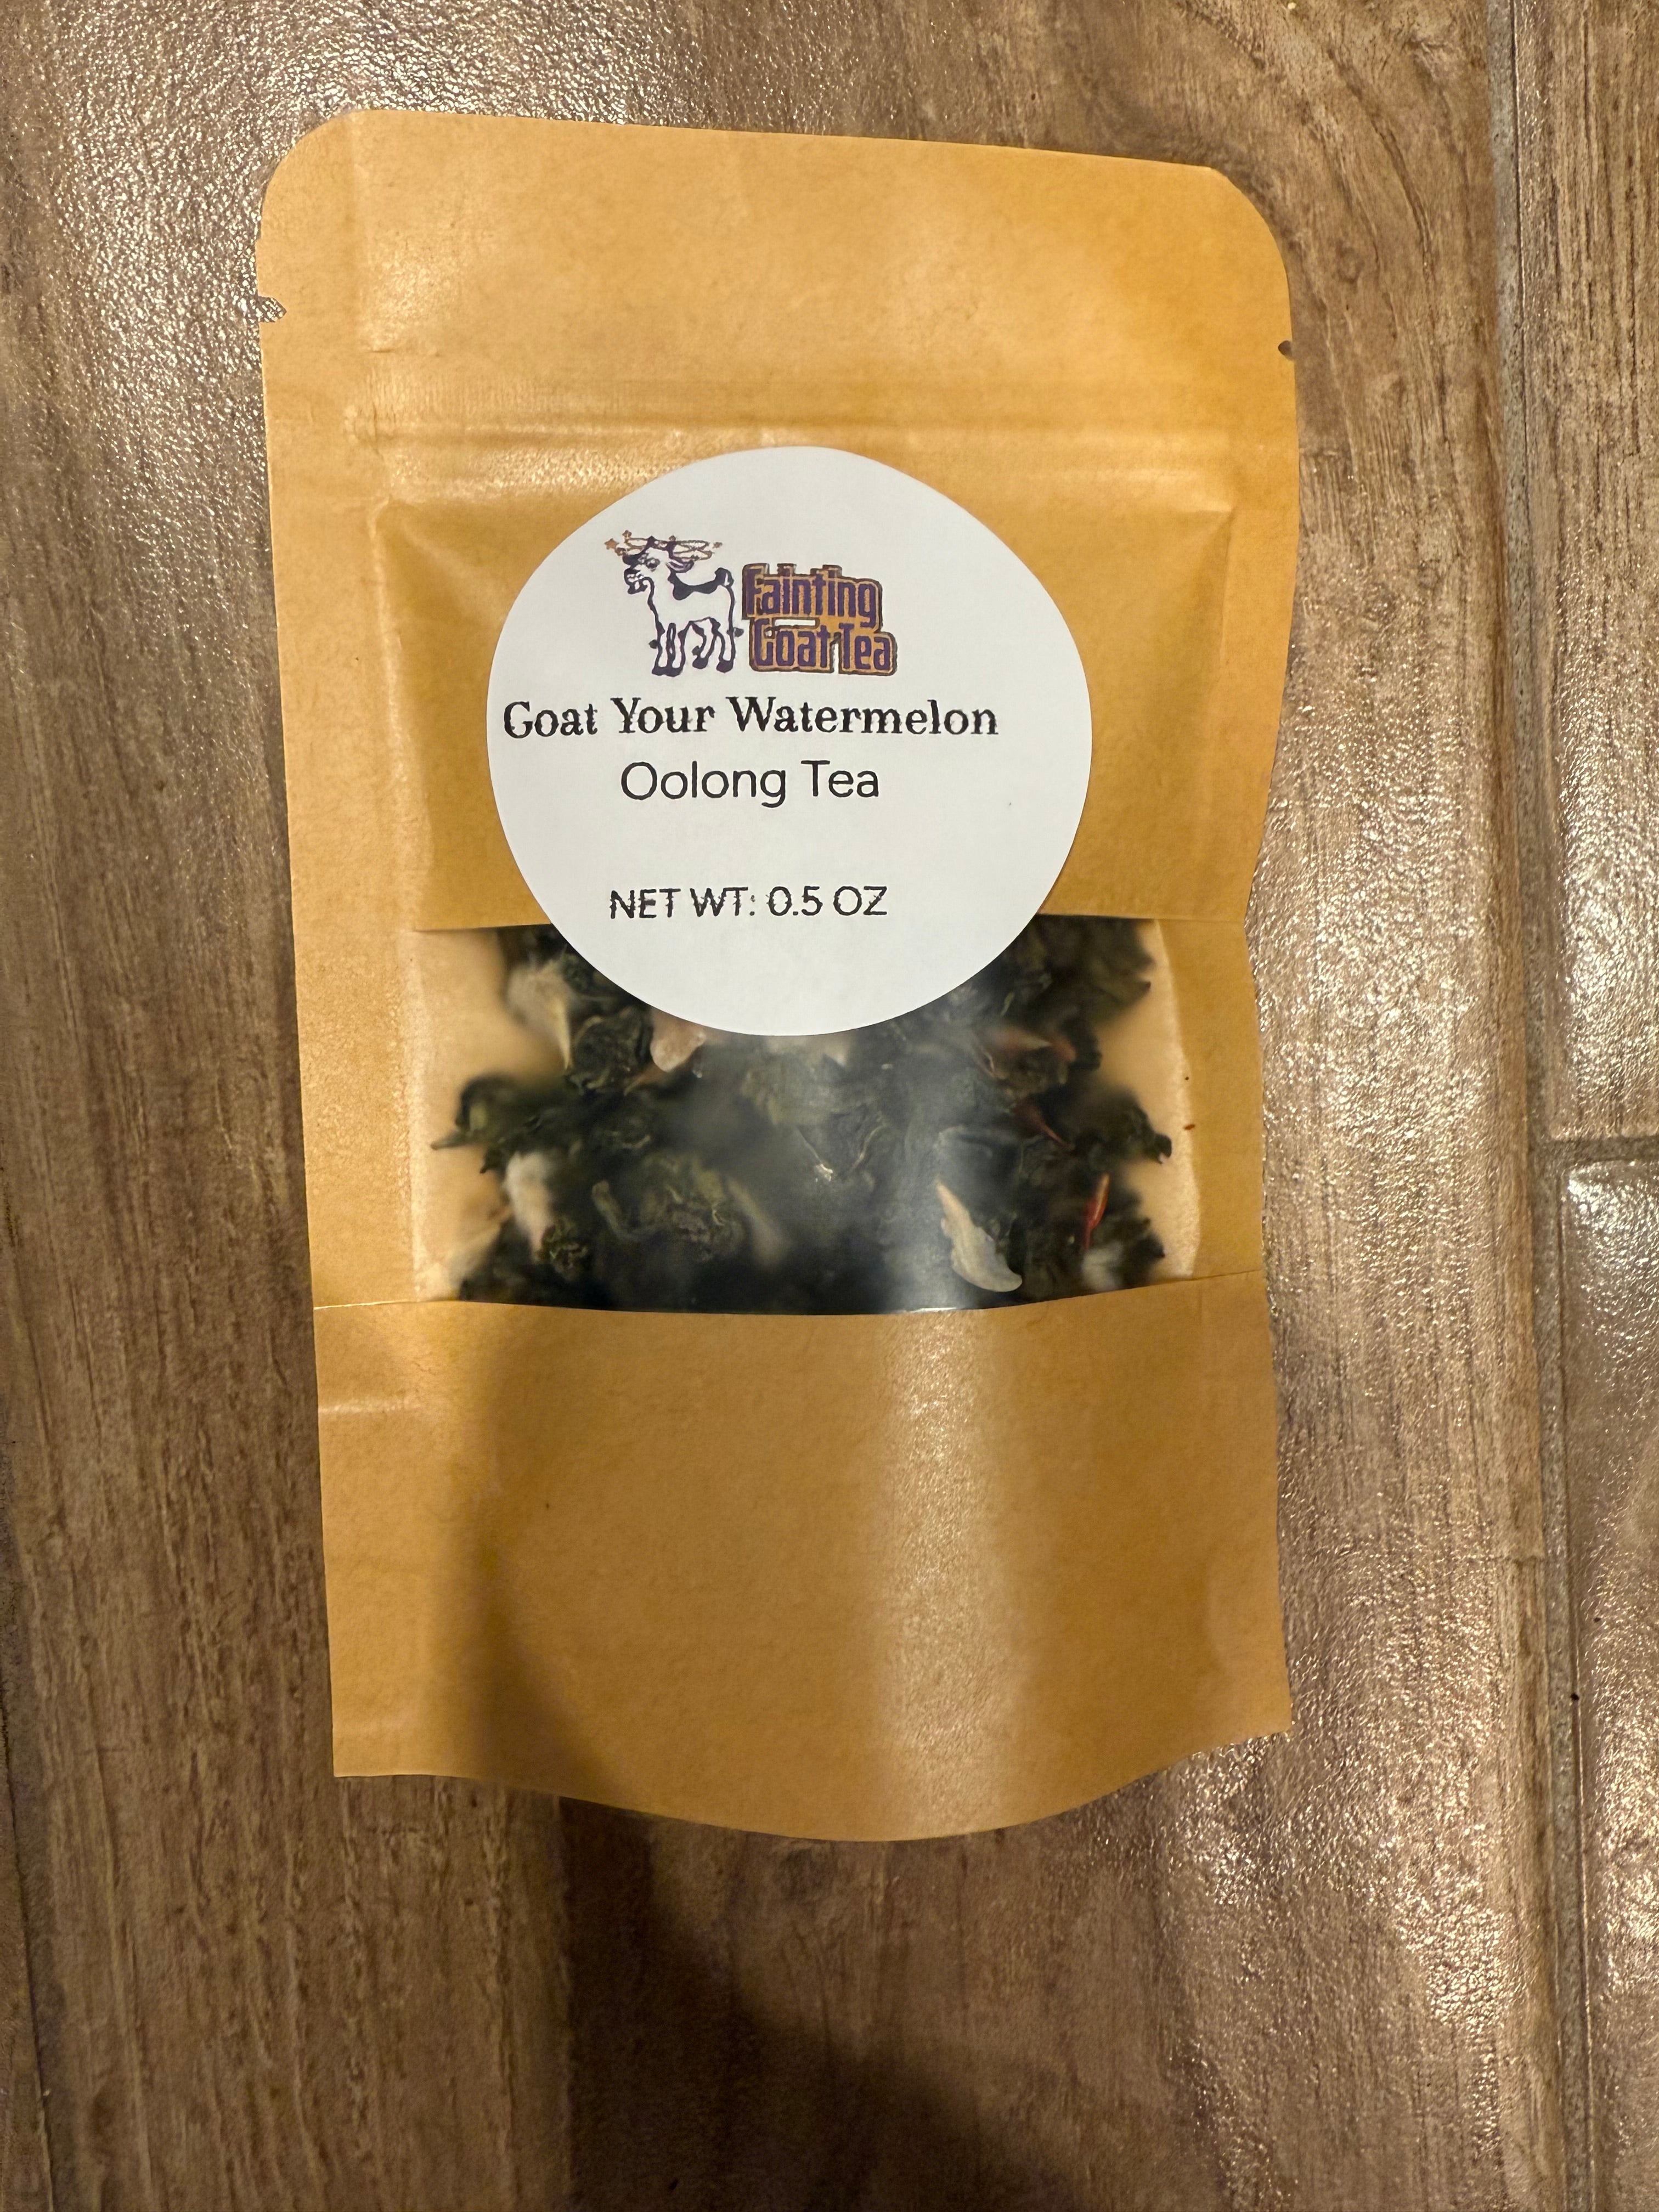 Fainting
Goat Tea
Goat Your Watermelon
Oolong Tea
NET WT: 0.5 OZ